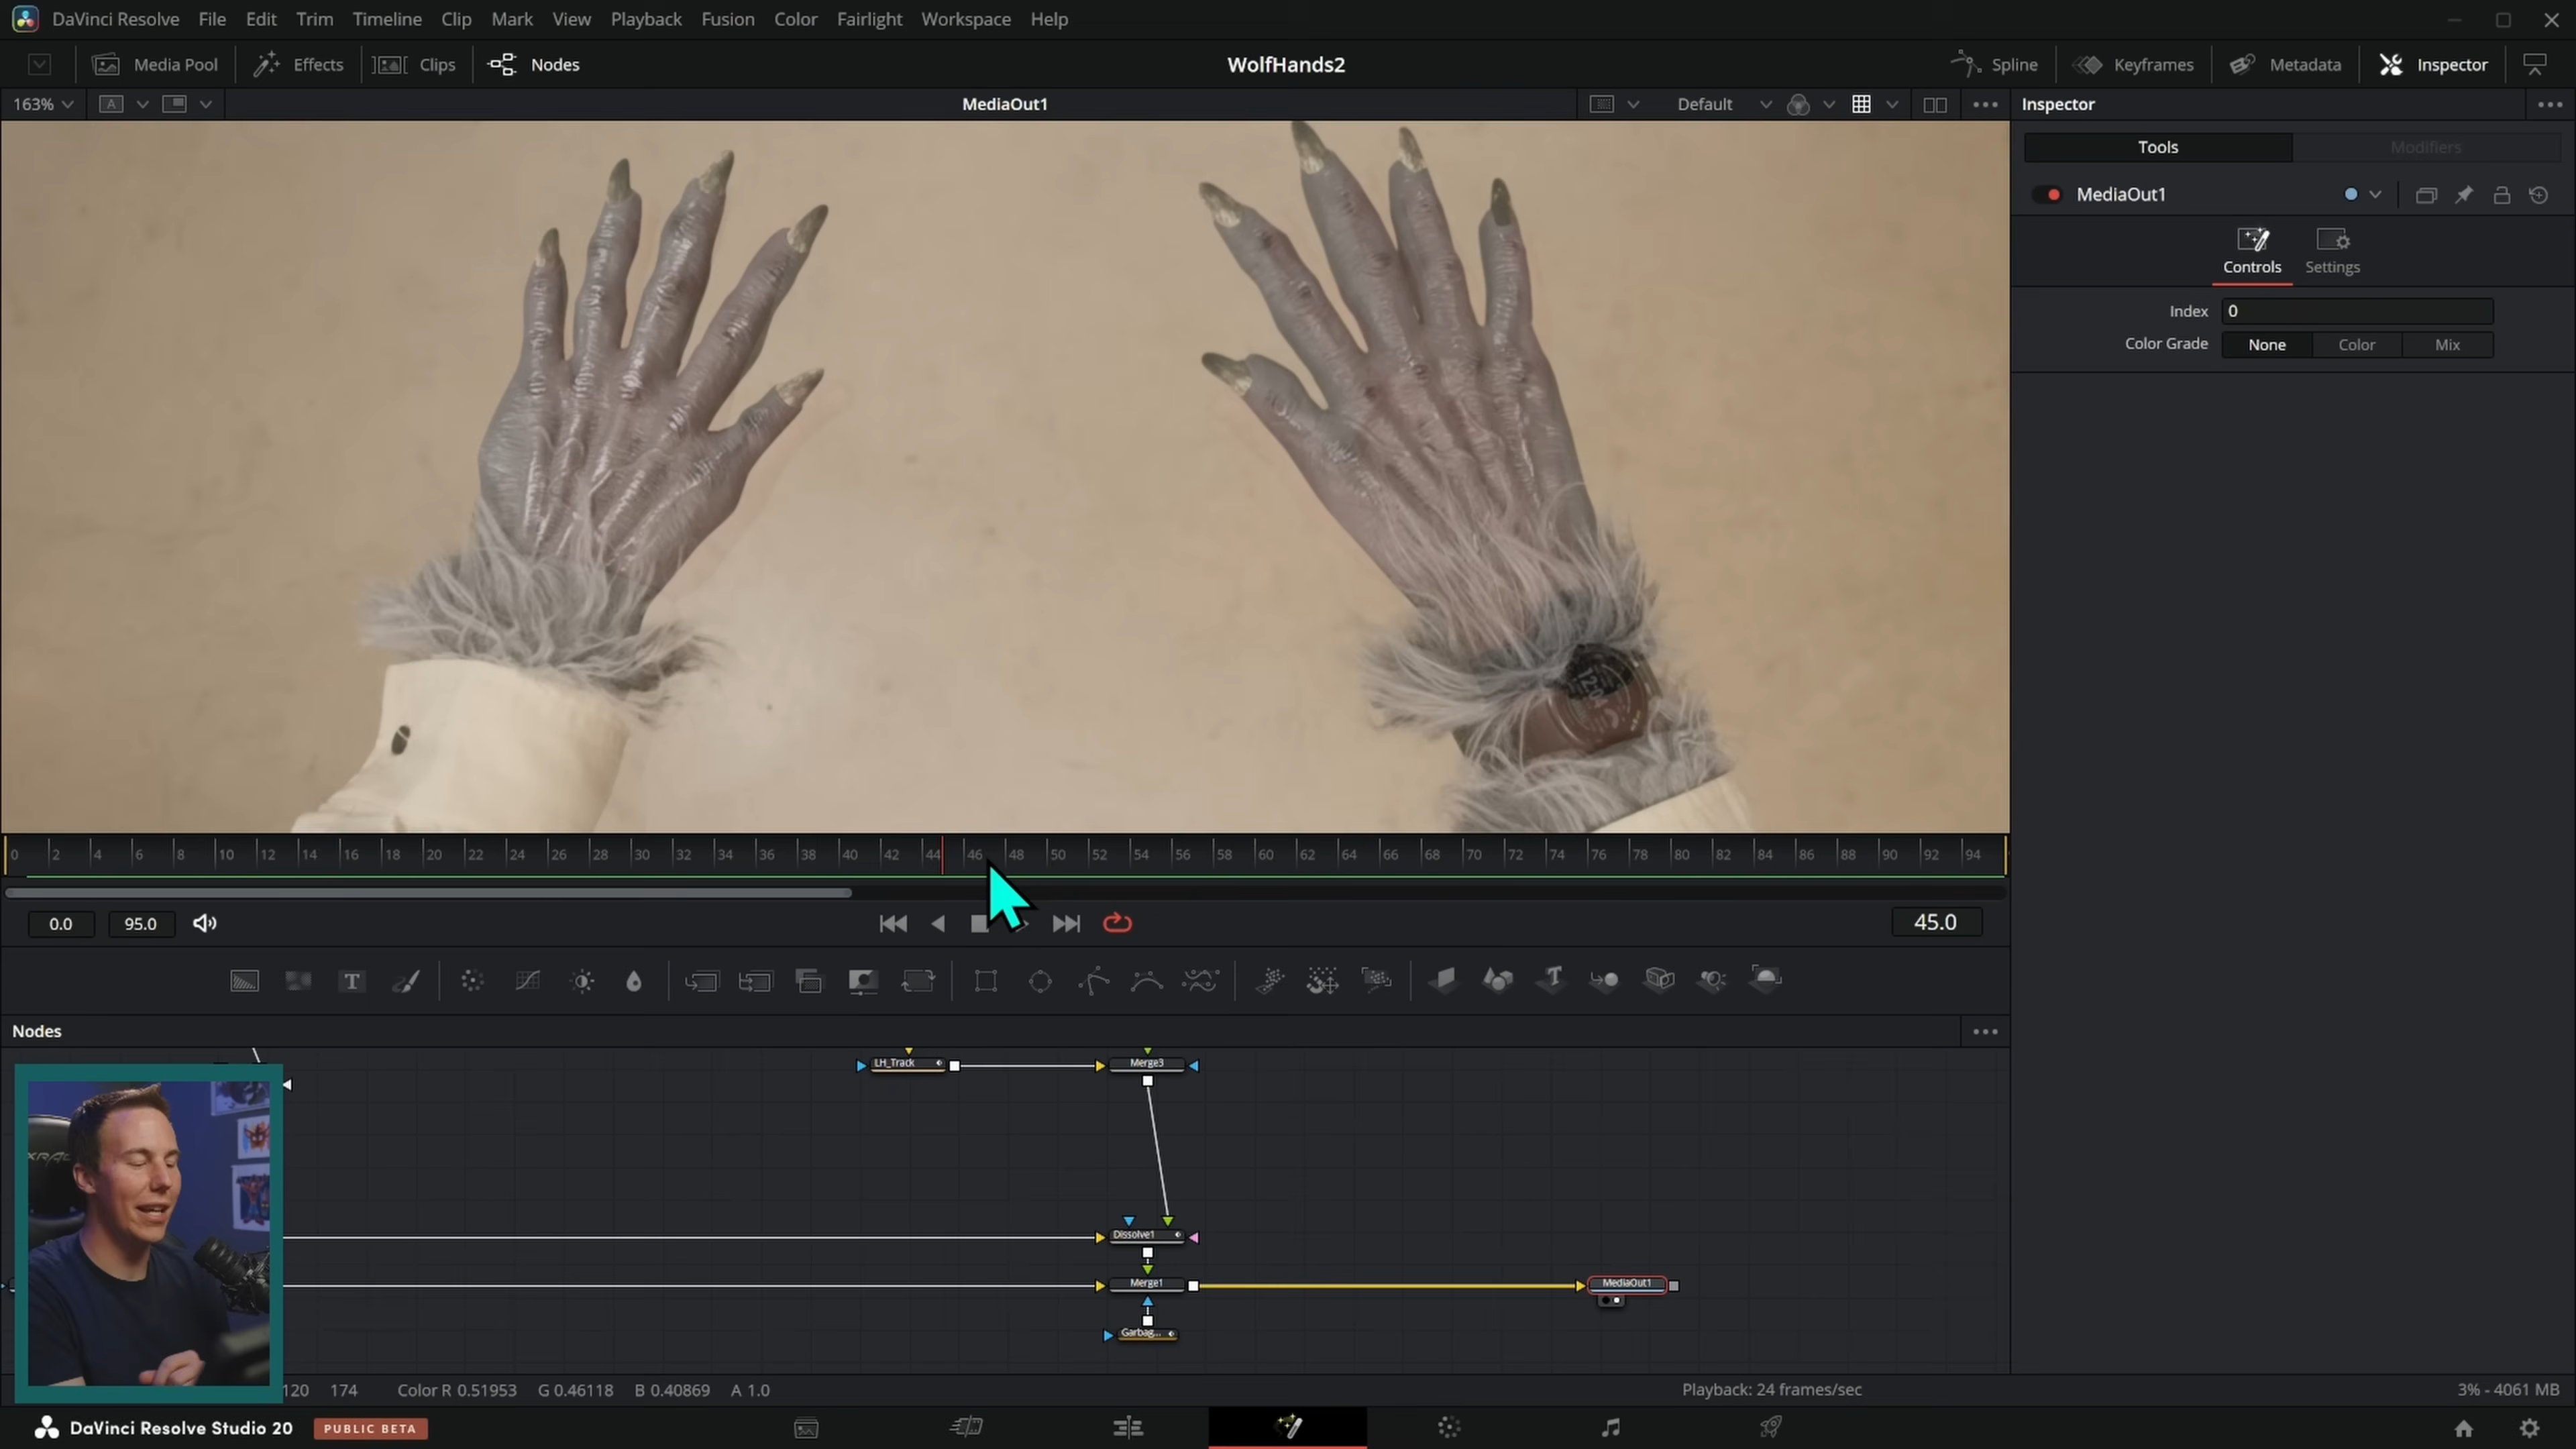 DaVinci Resolve File Edit Trim Timeline Clip Mark View Playback Fusion Color Fairlight Workspace Help
Media Pool Effects Clips Nodes WolfHands2 Spline Keyframes Metadata Inspector
163% A MediaOut1 Default Inspector
Tools Modifiers
MediaOut1
Controls Settings
Index 0
Color Grade None Color Mix
0 2 4 6 8 10 12 14 16 18 20 22 24 26 28 30 32 34 36 38 40 42 44 46 48 50 52 54 56 58 60 62 64 66 68 70 72 74 76 78 80 82 84 86 88 90 92 94
0.0 95.0 45.0
T T
Nodes
LH_Track Merge3
Dissolve1
Merge1 MediaOut1
Garbag...
120 174 Color R 0.51953 G 0.46118 B 0.40869 A 1.0 Playback: 24 frames/sec 3% - 4061 MB
DaVinci Resolve Studio 20 PUBLIC BETA